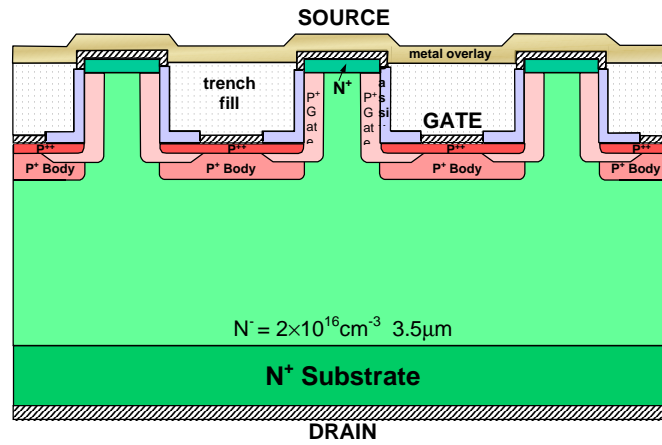 SOURCE
metal overlay
trench
fill
N⁺
P⁺
G
at
e
P⁺
G
at
e
a
s
si
GATE
P⁺⁺
P⁺⁺
P⁺⁺
P⁺⁺
P⁺ Body
P⁺ Body
P⁺ Body
P⁺ Body
N⁻ = 2×10¹⁶cm⁻³ 3.5µm
N⁺ Substrate
DRAIN